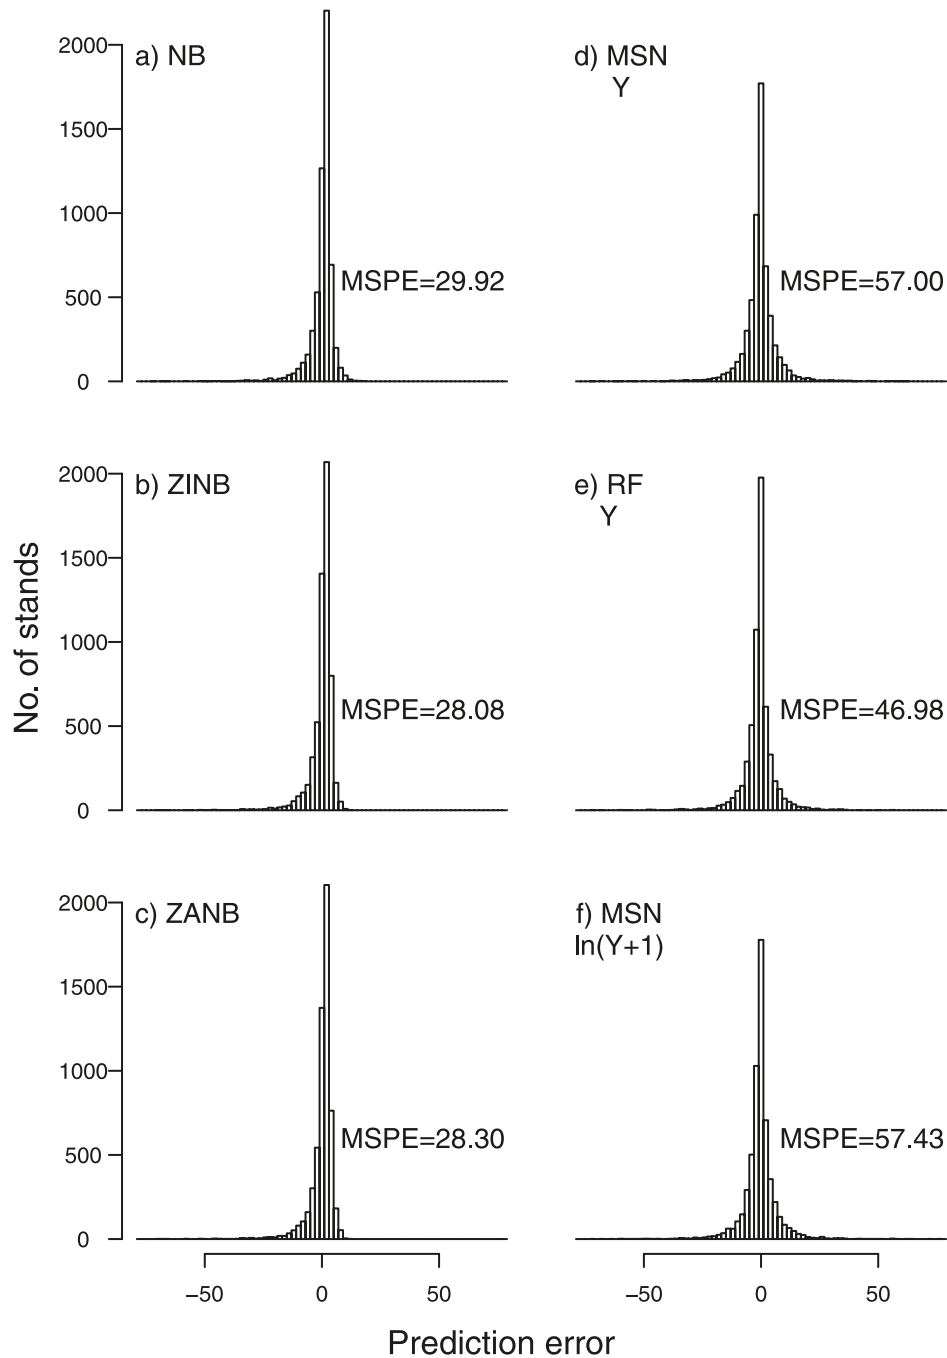 a) NB
2000
1500
1000
500
0
MSPE=29.92
d) MSN
Y
MSPE=57.00
b) ZINB
2000
1500
1000
500
0
MSPE=28.08
e) RF
Y
MSPE=46.98
No. of stands
c) ZANB
2000
1500
1000
500
0
MSPE=28.30
f) MSN
ln(Y+1)
MSPE=57.43
−50 0 50
−50 0 50
Prediction error